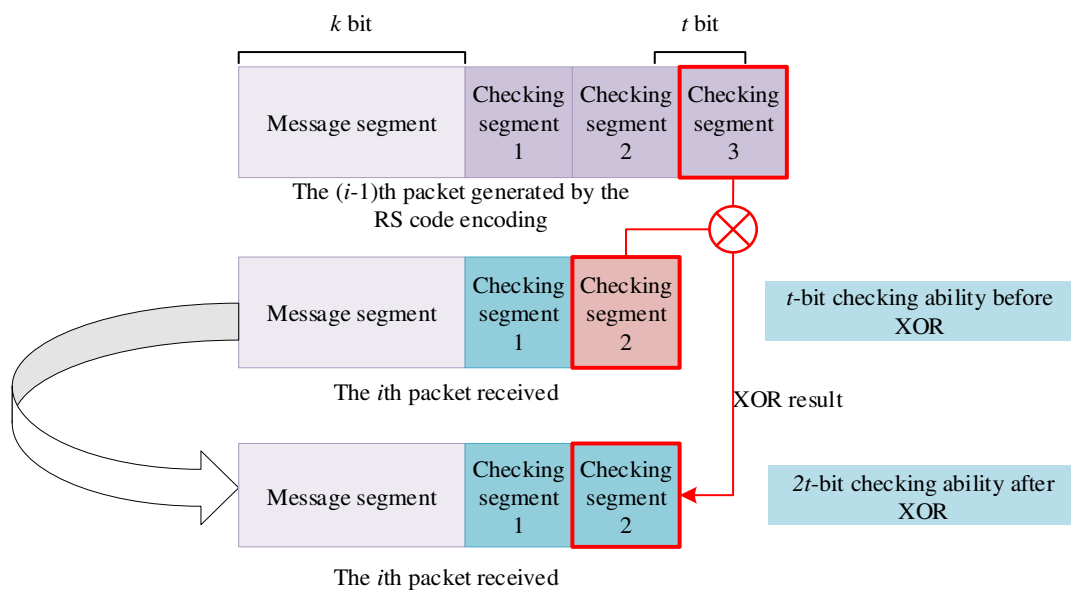 k bit
t bit
Message segment
Checking
segment
1
Checking
segment
2
Checking
segment
3
The (i-1)th packet generated by the
RS code encoding
Message segment
Checking
segment
1
Checking
segment
2
t-bit checking ability before
XOR
The ith packet received
XOR result
Message segment
Checking
segment
1
Checking
segment
2
2t-bit checking ability after
XOR
The ith packet received